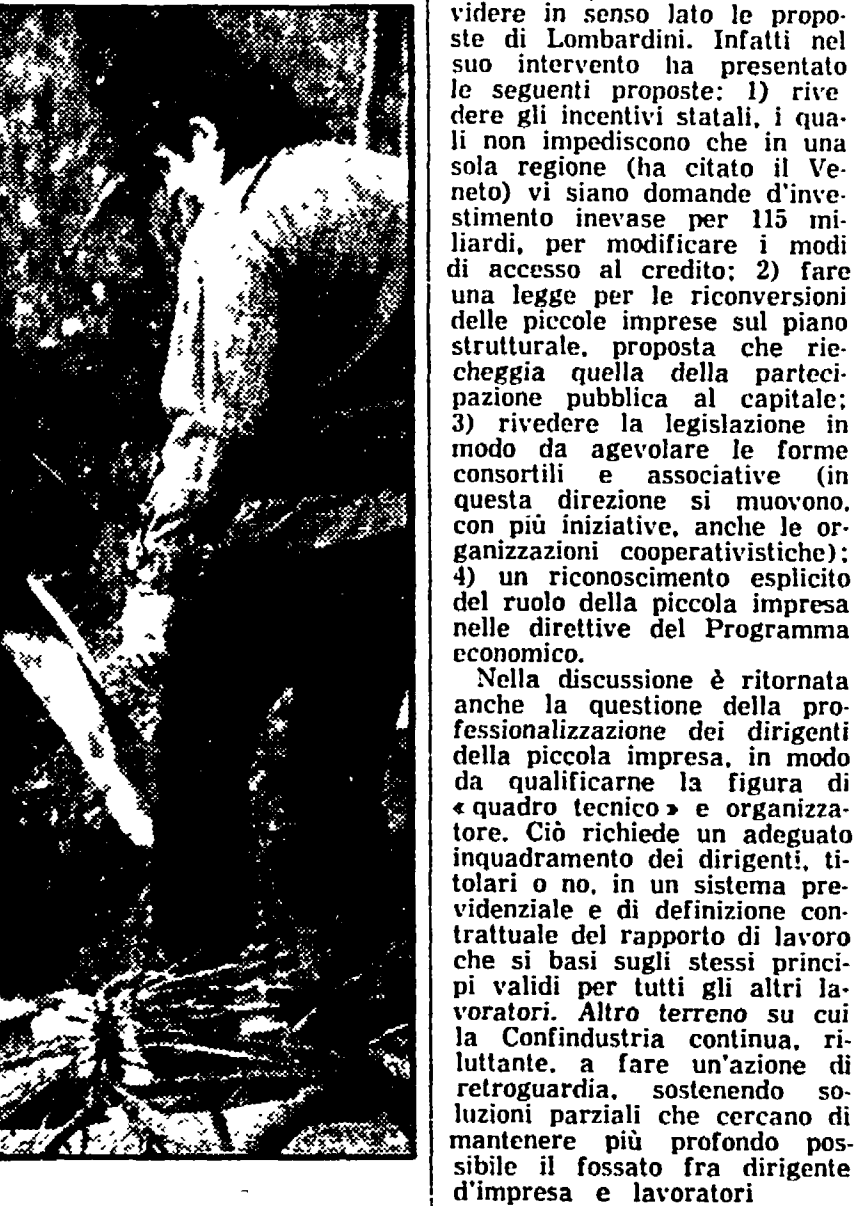 videre in senso lato le propo-
ste di Lombardini. Infatti nel
suo intervento ha presentato
le seguenti proposte: 1) rive
dere gli incentivi statali, i qua-
li non impediscono che in una
sola regione (ha citato il Ve-
neto) vi siano domande d'inve-
stimento inevase per 115 mi-
liardi, per modificare i modi
di accesso al credito; 2) fare
una legge per le riconversioni
delle piccole imprese sul piano
strutturale, proposta che rie-
cheggia quella della parteci-
pazione pubblica al capitale;
3) rivedere la legislazione in
modo da agevolare le forme
consortili e associative (in
questa direzione si muovono,
con più iniziative, anche le or-
ganizzazioni cooperativistiche);
4) un riconoscimento esplicito
del ruolo della piccola impresa
nelle direttive del Programma
economico.
Nella discussione è ritornata
anche la questione della pro-
fessionalizzazione dei dirigenti
della piccola impresa, in modo
da qualificarne la figura di
« quadro tecnico » e organizza-
tore. Ciò richiede un adeguato
inquadramento dei dirigenti, ti-
tolari o no, in un sistema pre-
videnziale e di definizione con-
trattuale del rapporto di lavoro
che si basi sugli stessi princi-
pi validi per tutti gli altri la-
voratori. Altro terreno su cui
la Confindustria continua, ri-
luttante, a fare un'azione di
retroguardia, sostenendo so-
luzioni parziali che cercano di
mantenere più profondo pos-
sibile il fossato fra dirigente
d'impresa e lavoratori